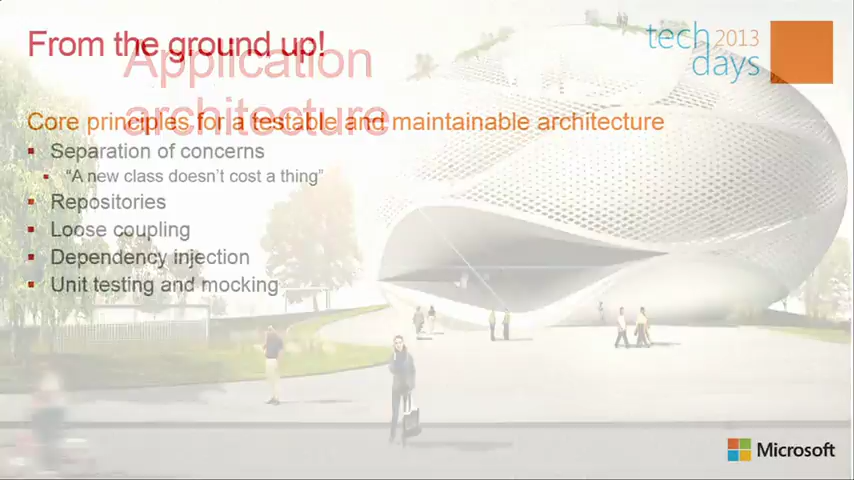 From the ground up!
Application
architecture
tech 2013
days
Core principles for a testable and maintainable architecture
Separation of concerns
“A new class doesn’t cost a thing”
Repositories
Loose coupling
Dependency injection
Unit testing and mocking
Microsoft